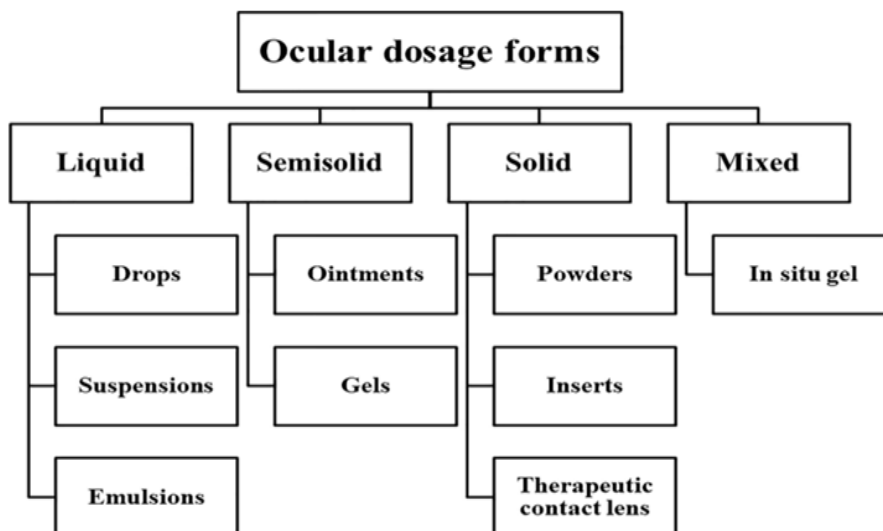 Ocular dosage forms
Liquid
Semisolid
Solid
Mixed
Drops
Ointments
Powders
In situ gel
Suspensions
Gels
Inserts
Emulsions
Therapeutic
contact lens